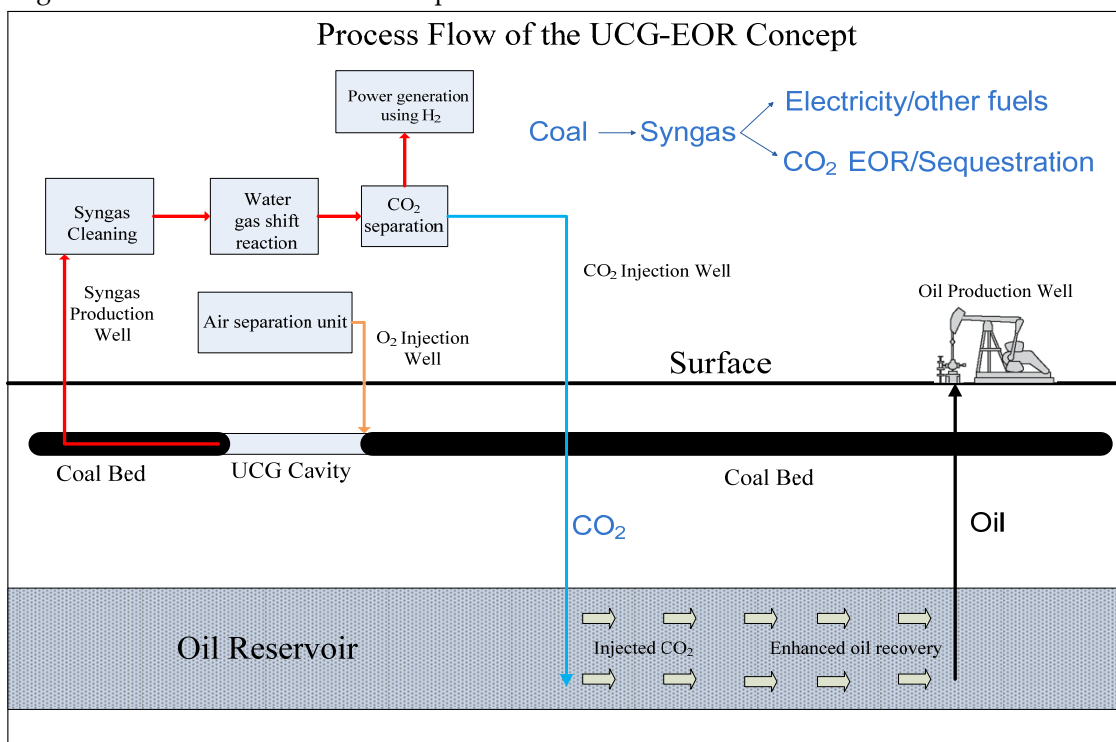 Process Flow of the UCG-EOR Concept
Power generation
using H₂
Electricity/other fuels
Coal
Syngas
CO₂ EOR/Sequestration
Syngas
Cleaning
Water
gas shift
reaction
CO₂
separation
CO₂ Injection Well
Syngas
Production
Well
Air separation unit
O₂ Injection
Well
Oil Production Well
Surface
Coal Bed
UCG Cavity
Coal Bed
CO₂
Oil
Oil Reservoir
Injected CO₂
Enhanced oil recovery